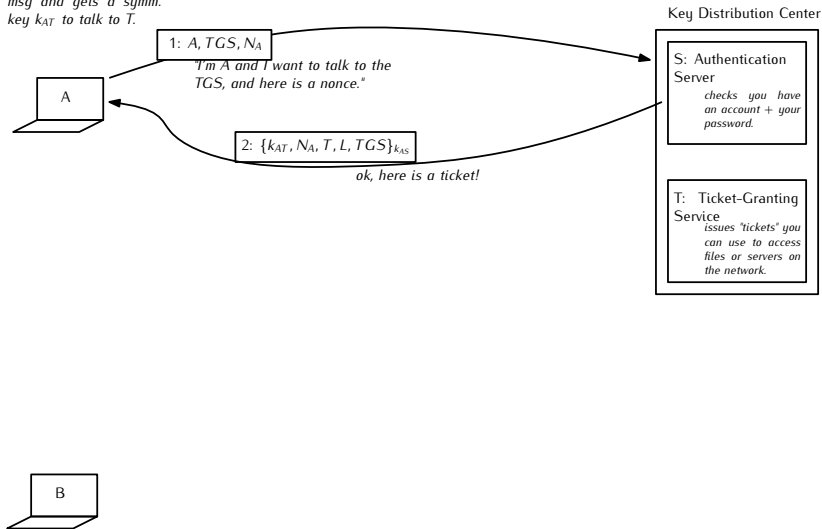 msg and gets a symm.
key k_AT to talk to T.
Key Distribution Center
1: A, TGS, N_A
"I'm A and I want to talk to the
TGS, and here is a nonce."
S: Authentication
Server
checks you have
an account + your
password.
A
2: {k_AT, N_A, T, L, TGS}k_AS
ok, here is a ticket!
T: Ticket-Granting
Service
issues "tickets" you
can use to access
files or servers on
the network.
B